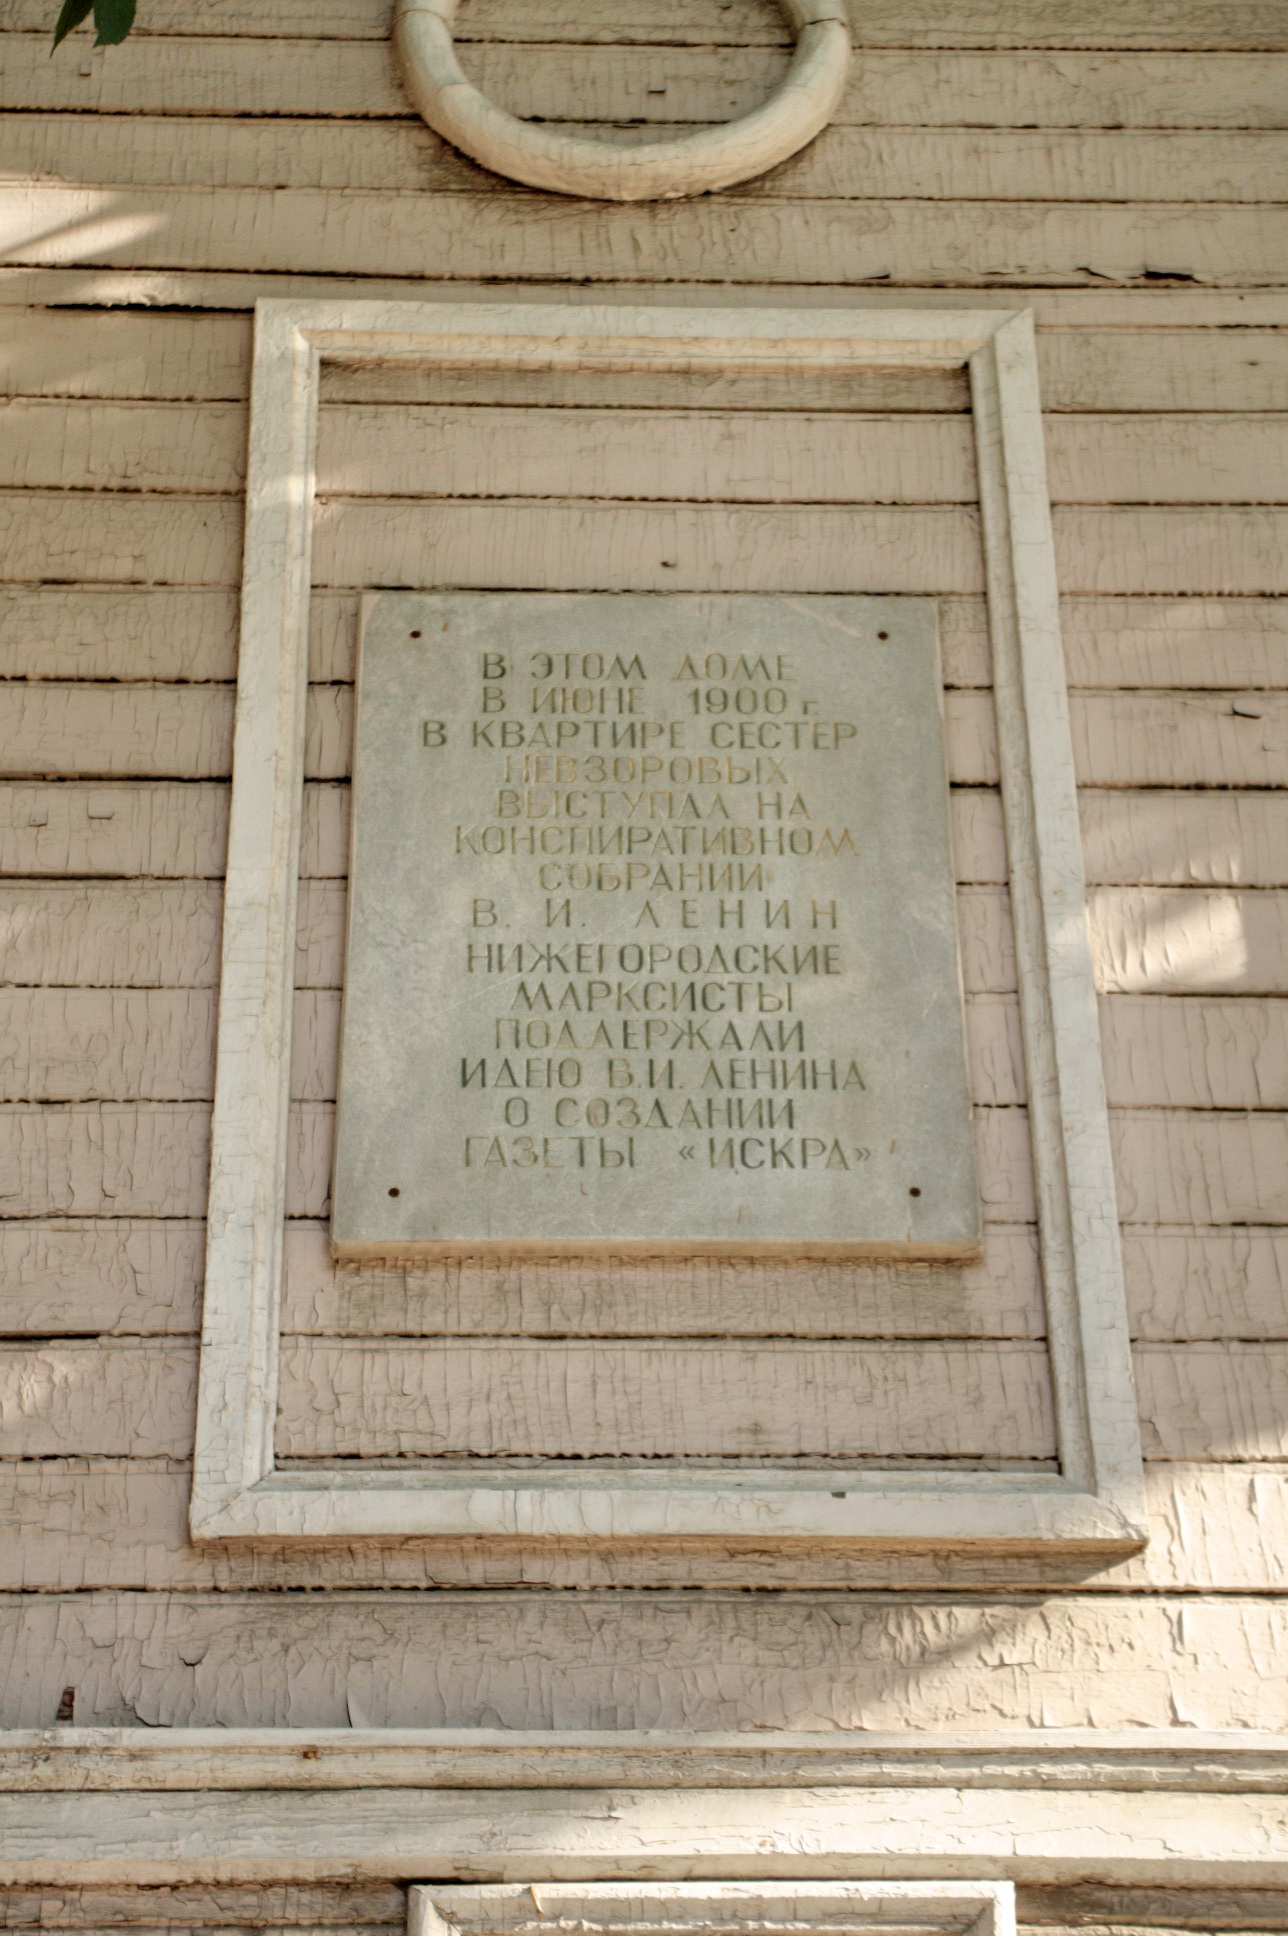 В ЭТОМ ДОМЕ
В ИЮНЕ 1900 г.
В КВАРТИРЕ СЕСТЕР
НЕВЗОРОВЫХ
ВЫСТУПАЛ НА
КОНСПИРАТИВНОМ
СОБРАНИИ
В. И. ЛЕНИН
НИЖЕГОРОДСКИЕ
МАРКСИСТЫ
ПОДДЕРЖАЛИ
ИДЕЮ В.И. ЛЕНИНА
О СОЗДАНИИ
ГАЗЕТЫ «ИСКРА»